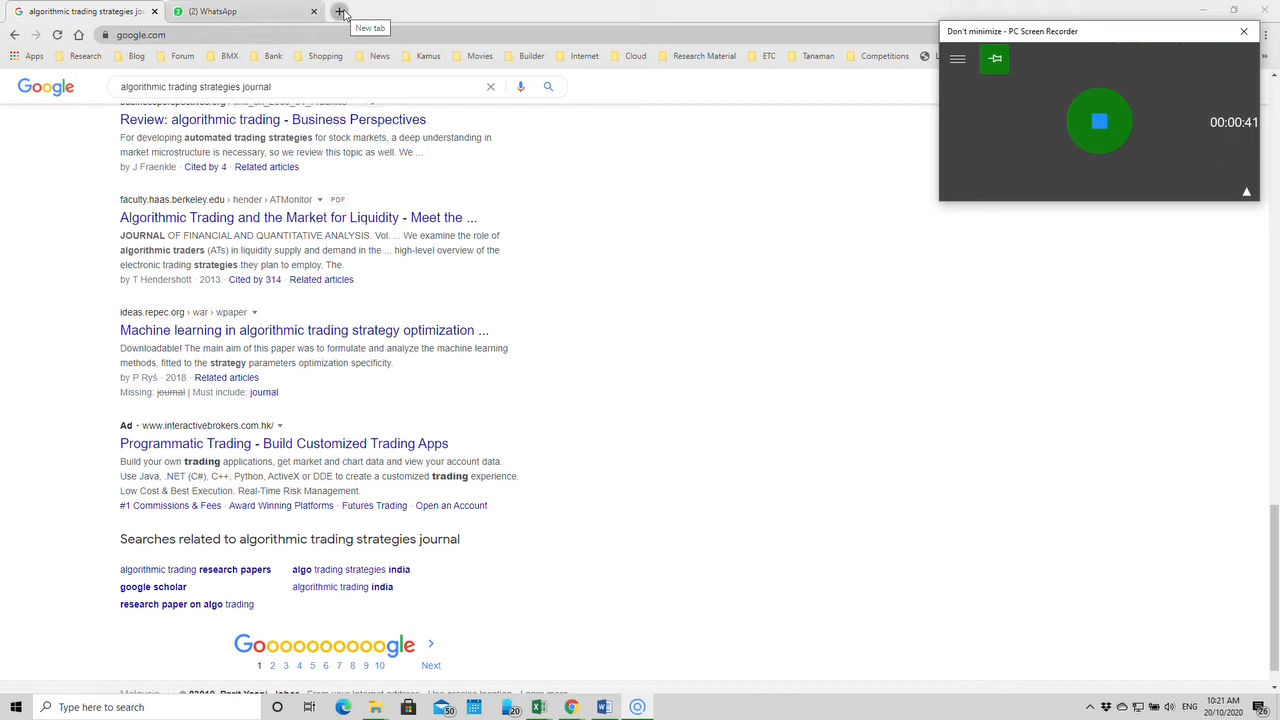 algorithmic trading strategies jou
(2) WhatsApp
New tab
google.com
Apps
Research
Blog
Forum
BMX
Bank
Shopping
News
Kamus
Movies
Builder
Internet
Cloud
Research Material
ETC
Tanaman
Competitions
Don't minimize - PC Screen Recorder
00:00:41
Google
algorithmic trading strategies journal
Review: algorithmic trading - Business Perspectives
For developing automated trading strategies for stock markets, a deep understanding in
market microstructure is necessary, so we review this topic as well. We ...
by J Fraenkle · Cited by 4 · Related articles
faculty.haas.berkeley.edu › hender › ATMonitor PDF
Algorithmic Trading and the Market for Liquidity - Meet the ...
JOURNAL OF FINANCIAL AND QUANTITATIVE ANALYSIS. Vol. ... We examine the role of
algorithmic traders (ATs) in liquidity supply and demand in the ... high-level overview of the
electronic trading strategies they plan to employ. The.
by T Hendershott · 2013 · Cited by 314 · Related articles
ideas.repec.org › war › wpaper
Machine learning in algorithmic trading strategy optimization ...
Downloadable! The main aim of this paper was to formulate and analyze the machine learning
methods, fitted to the strategy parameters optimization specificity.
by P Ryś · 2018 · Related articles
Missing: journal | Must include: journal
Ad · www.interactivebrokers.com.hk/
Programmatic Trading - Build Customized Trading Apps
Build your own trading applications, get market and chart data and view your account data.
Use Java, .NET (C#), C++, Python, ActiveX or DDE to create a customized trading experience.
Low Cost & Best Execution. Real-Time Risk Management.
#1 Commissions & Fees · Award Winning Platforms · Futures Trading · Open an Account
Searches related to algorithmic trading strategies journal
algorithmic trading research papers
algo trading strategies india
google scholar
algorithmic trading india
research paper on algo trading
Goooooooooogle
1 2 3 4 5 6 7 8 9 10 Next
Type here to search
50
20
ENG
10:21 AM
20/10/2020
26